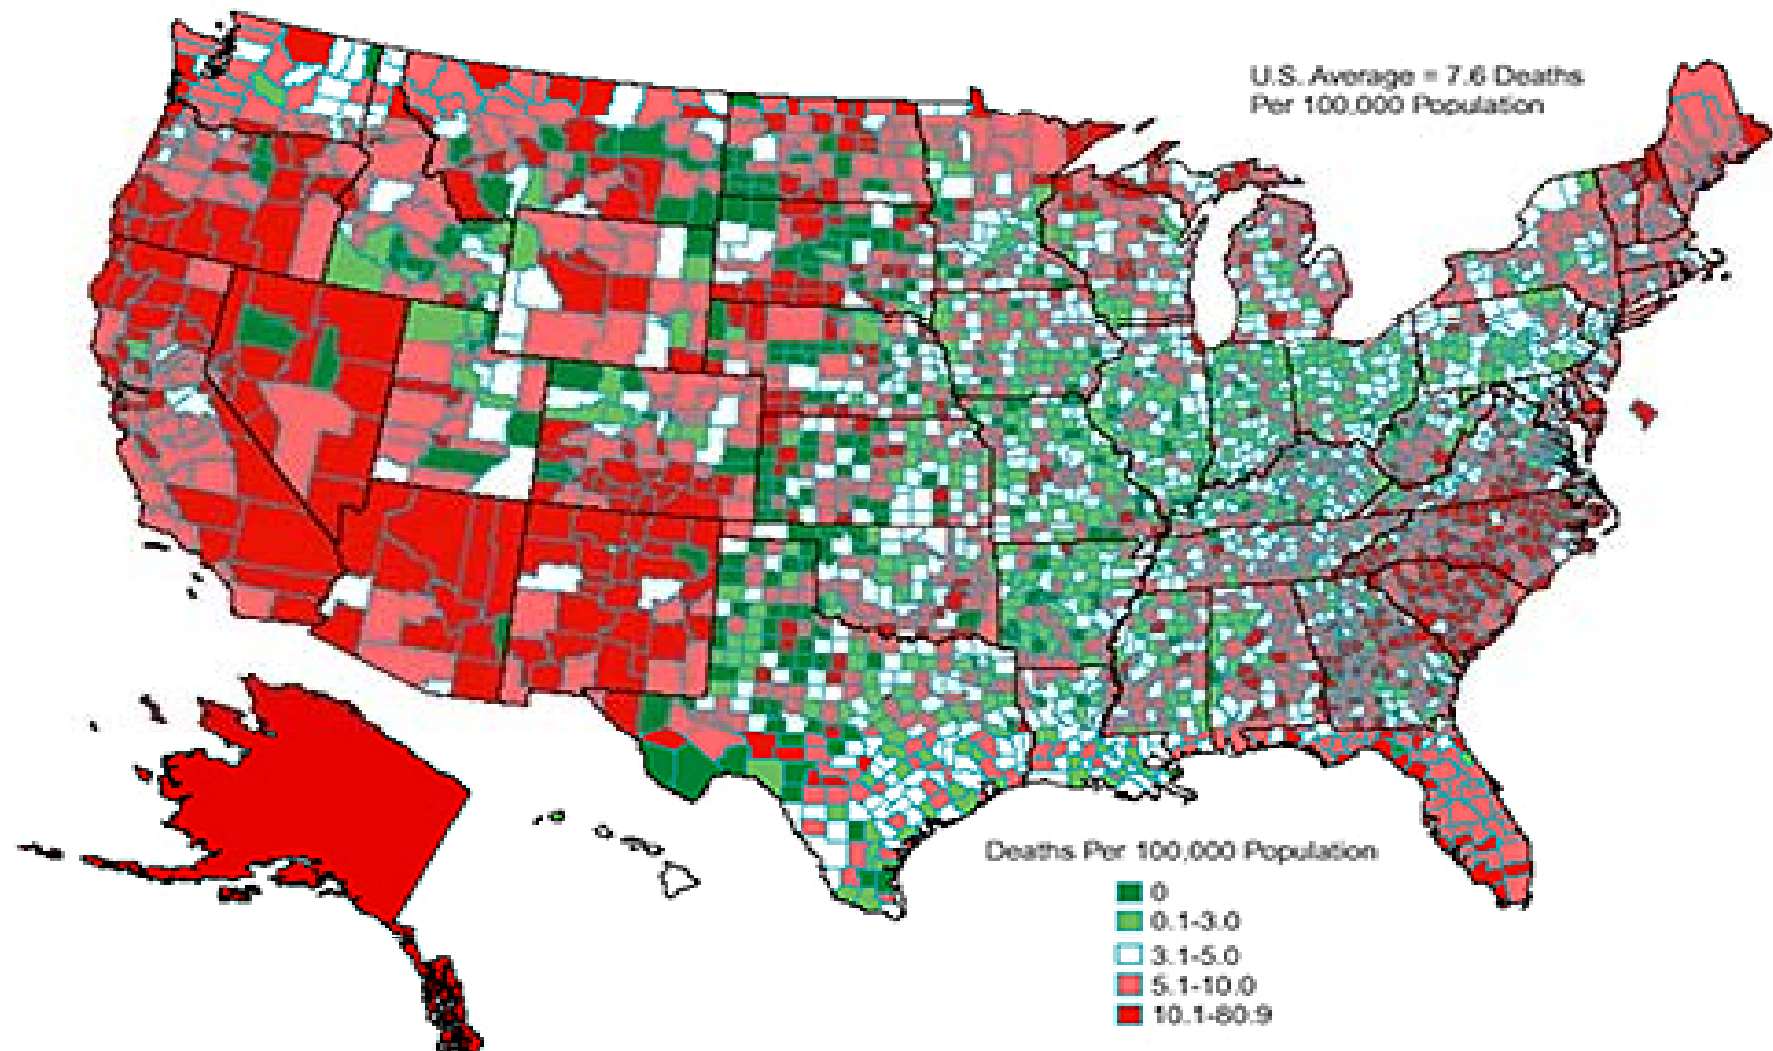 U.S. Average = 7.6 Deaths
Per 100,000 Population
Deaths Per 100,000 Population
0
0.1-3.0
3.1-5.0
5.1-10.0
10.1-80.9